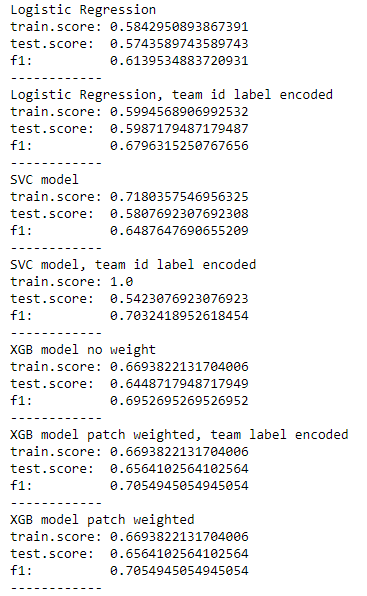 Logistic Regression
train.score: 0.5842950893867391
test.score:  0.5743589743589743
f1:          0.6139534883720931
------------
Logistic Regression, team id label encoded
train.score: 0.5994568906992532
test.score:  0.5987179487179487
f1:          0.6796315250767656
------------
SVC model
train.score: 0.7180357546956325
test.score:  0.5807692307692308
f1:          0.6487647690655209
------------
SVC model, team id label encoded
train.score: 1.0
test.score:  0.5423076923076923
f1:          0.7032418952618454
------------
XGB model no weight
train.score: 0.6693822131704006
test.score:  0.6448717948717949
f1:          0.6952695269526952
------------
XGB model patch weighted, team label encoded
train.score: 0.6693822131704006
test.score:  0.6564102564102564
f1:          0.7054945054945054
------------
XGB model patch weighted
train.score: 0.6693822131704006
test.score:  0.6564102564102564
f1:          0.7054945054945054
------------